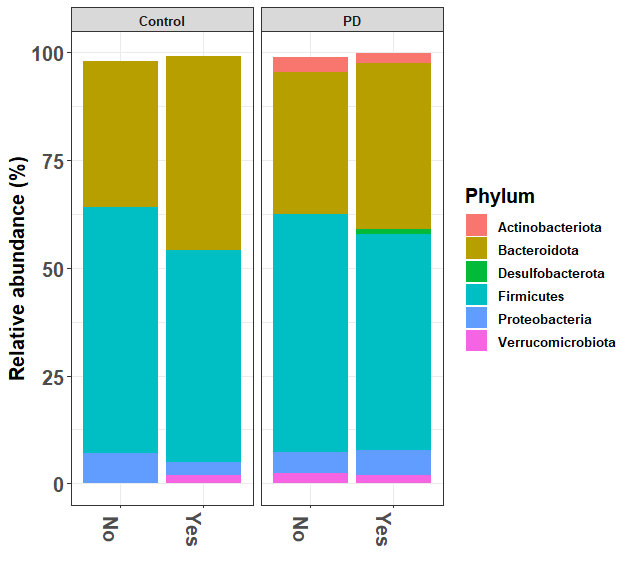 Control
PD
Relative abundance (%)
100
75
50
25
0
No
Yes
No
Yes
Phylum
Actinobacteriota
Bacteroidota
Desulfobacterota
Firmicutes
Proteobacteria
Verrucomicrobiota